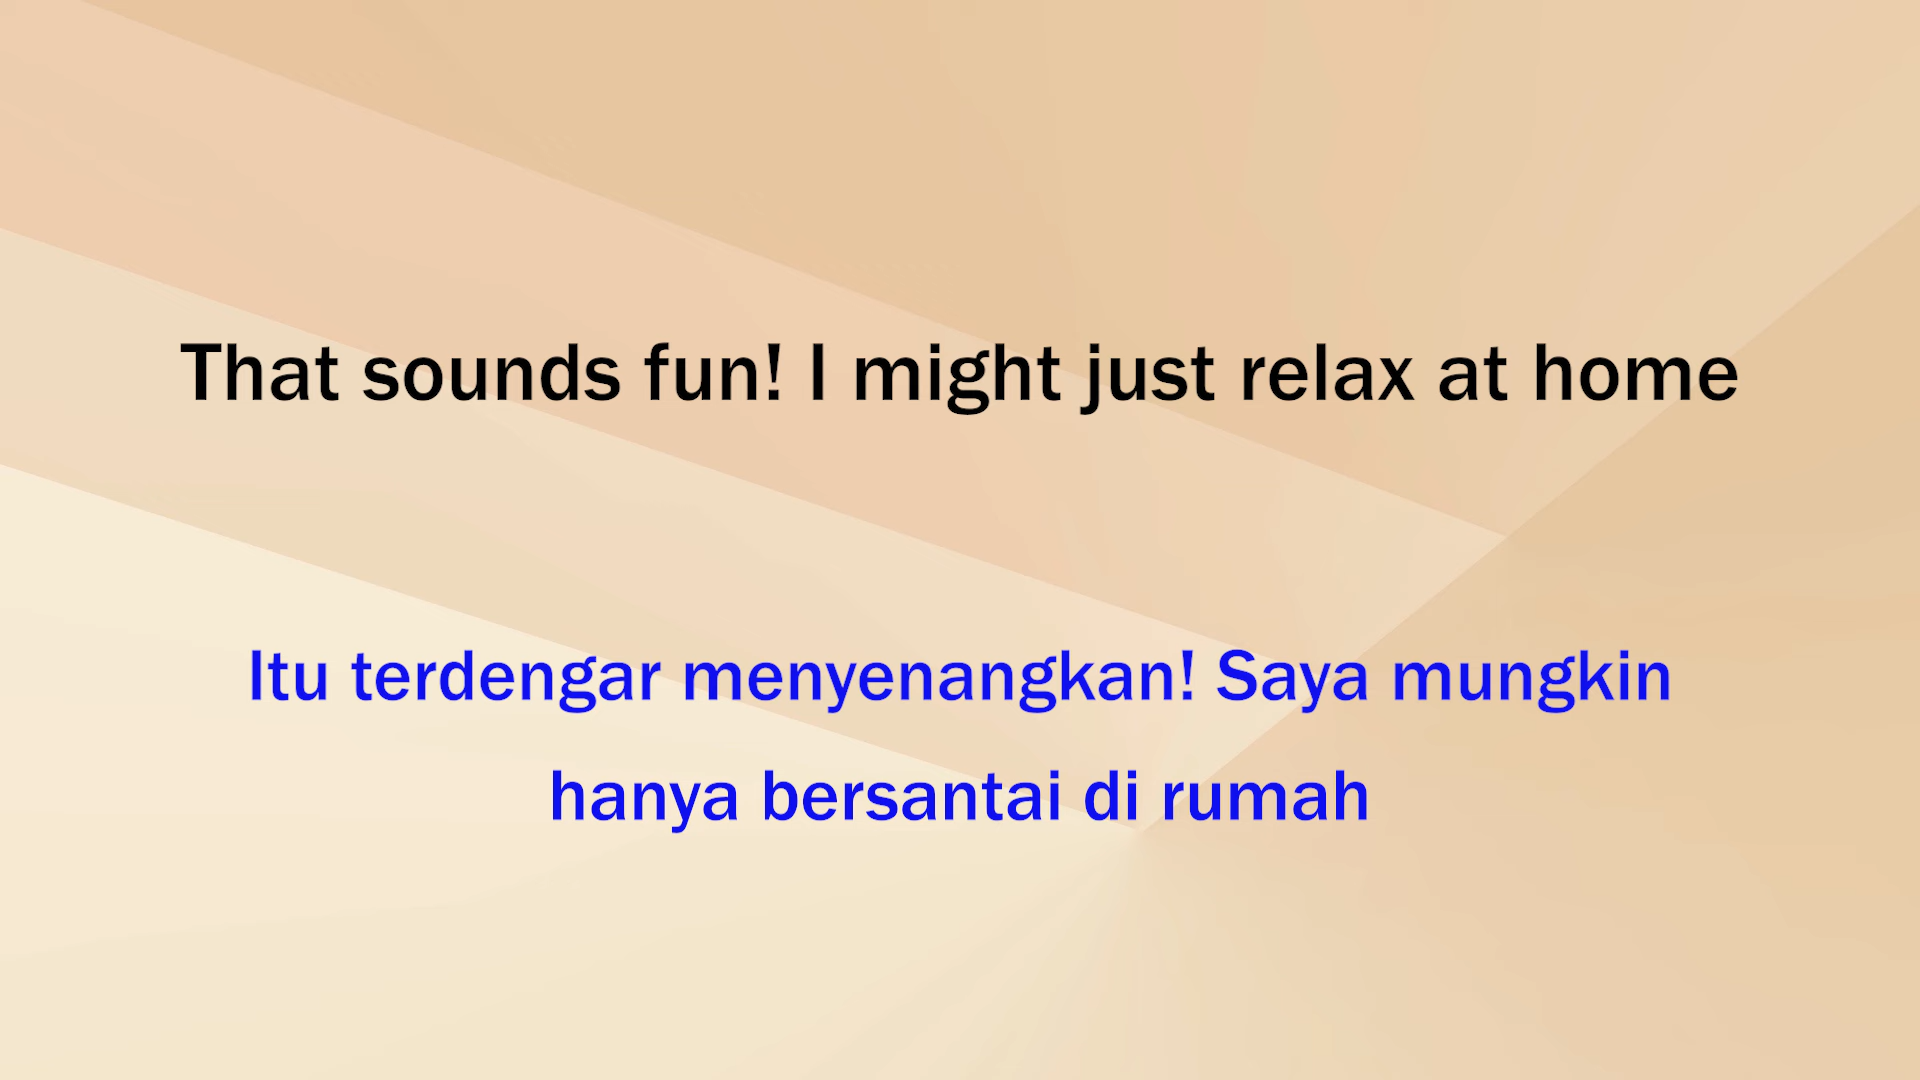 That sounds fun! I might just relax at home
Itu terdengar menyenangkan! Saya mungkin
hanya bersantai di rumah